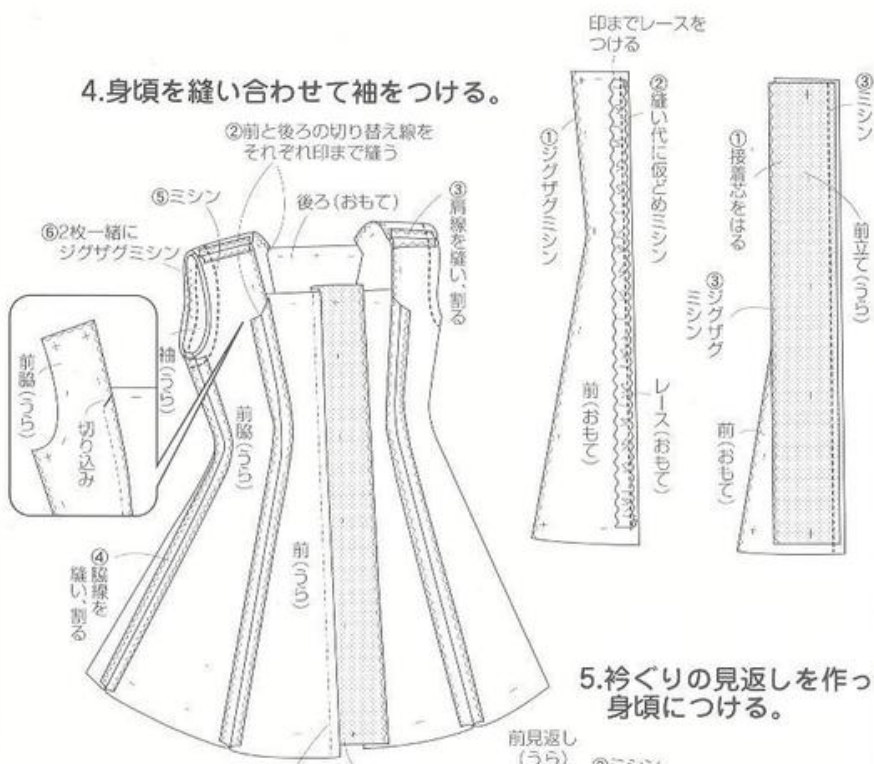 4.身頃を縫い合わせて袖をつける。
②前と後ろの切り替え線を
それぞれ印まで縫う
⑤ミシン
後ろ(おもて)
③肩線を縫い、割る
⑥2枚一緒に
ジグザグミシン
前脇(うら)
切り込み
袖(うら)
前脇(うら)
前(うら)
④脇線を
縫い、割る
印までレースを
つける
①ジグザグミシン
②縫い代に仮どめミシン
前(おもて)
レース(おもて)
③ミシン
①接着芯をはる
前立て(うら)
③ジグザグ
ミシン
前(おもて)
5.衿ぐりの見返しを作っ
身頃につける。
前見返し
(うら)
②ミシン